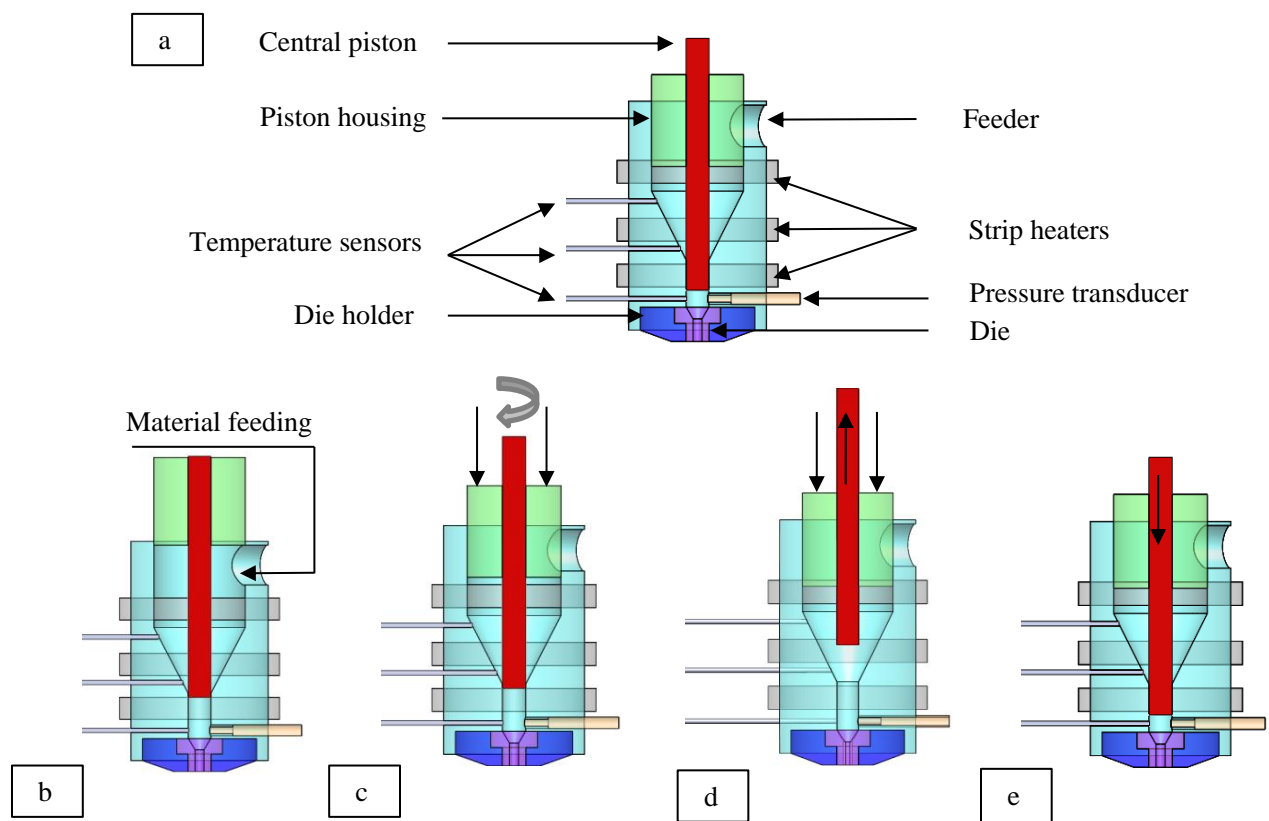 a
Central piston
Piston housing
Feeder
Temperature sensors
Strip heaters
Pressure transducer
Die holder
Die
Material feeding
b
c
d
e